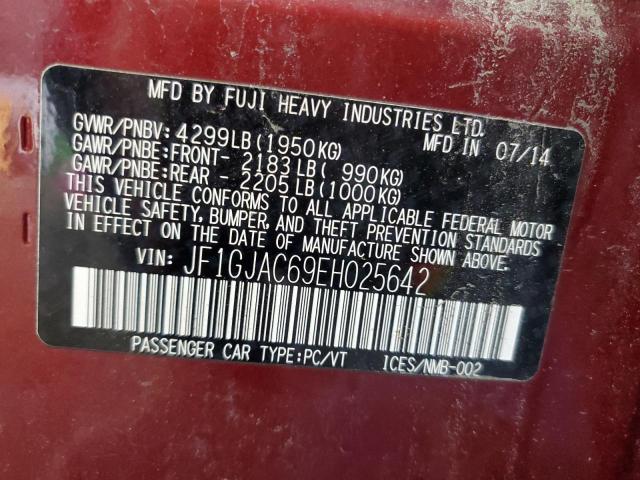 MFD BY FUJI HEAVY INDUSTRIES LTD.
GVWR/PNBV: 4299LB(1950KG) MFD IN 07/14
GAWR/PNBE:FRONT- 2183LB( 990KG)
GAWR/PNBE:REAR - 2205LB(1000KG)
THIS VEHICLE CONFORMS TO ALL APPLICABLE FEDERAL MOTOR
VEHICLE SAFETY, BUMPER, AND THEFT PREVENTION STANDARDS
IN EFFECT ON THE DATE OF MANUFACTURE SHOWN ABOVE.
VIN: JF1GJAC69EH025642
PASSENGER CAR TYPE:PC/VT ICES/NMB-002